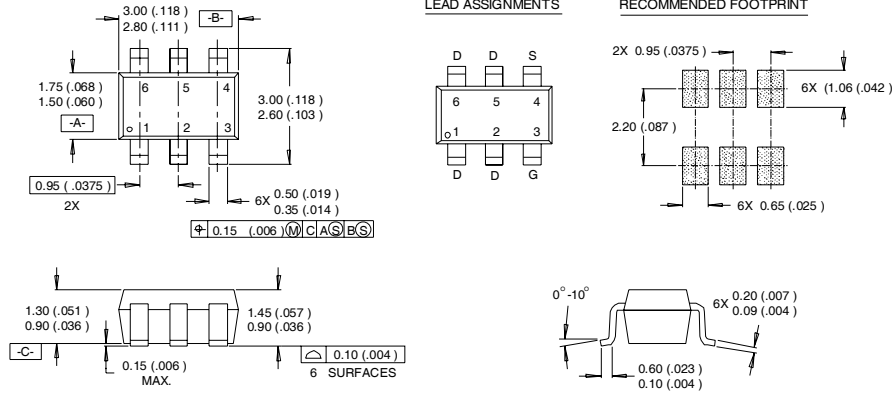 LEAD ASSIGNMENTS
RECOMMENDED FOOTPRINT
3.00 (.118 )
2.80 (.111 )
-B-
1.75 (.068 )
1.50 (.060 )
-A-
6 5 4
1 2 3
3.00 (.118 )
2.60 (.103 )
0.95 ( .0375 )
2X
6X 0.50 (.019 )
0.35 (.014 )
⌖ 0.15 (.006 ) Ⓜ C A Ⓢ B Ⓢ
D D S
6 5 4
1 2 3
D D G
2X 0.95 (.0375 )
6X (1.06 (.042 )
2.20 (.087 )
6X 0.65 (.025 )
1.30 (.051 )
0.90 (.036 )
-C-
1.45 (.057 )
0.90 (.036 )
0.15 (.006 )
MAX.
⌓ 0.10 (.004 )
6 SURFACES
0° -10°
6X 0.20 (.007 )
0.09 (.004 )
0.60 (.023 )
0.10 (.004 )